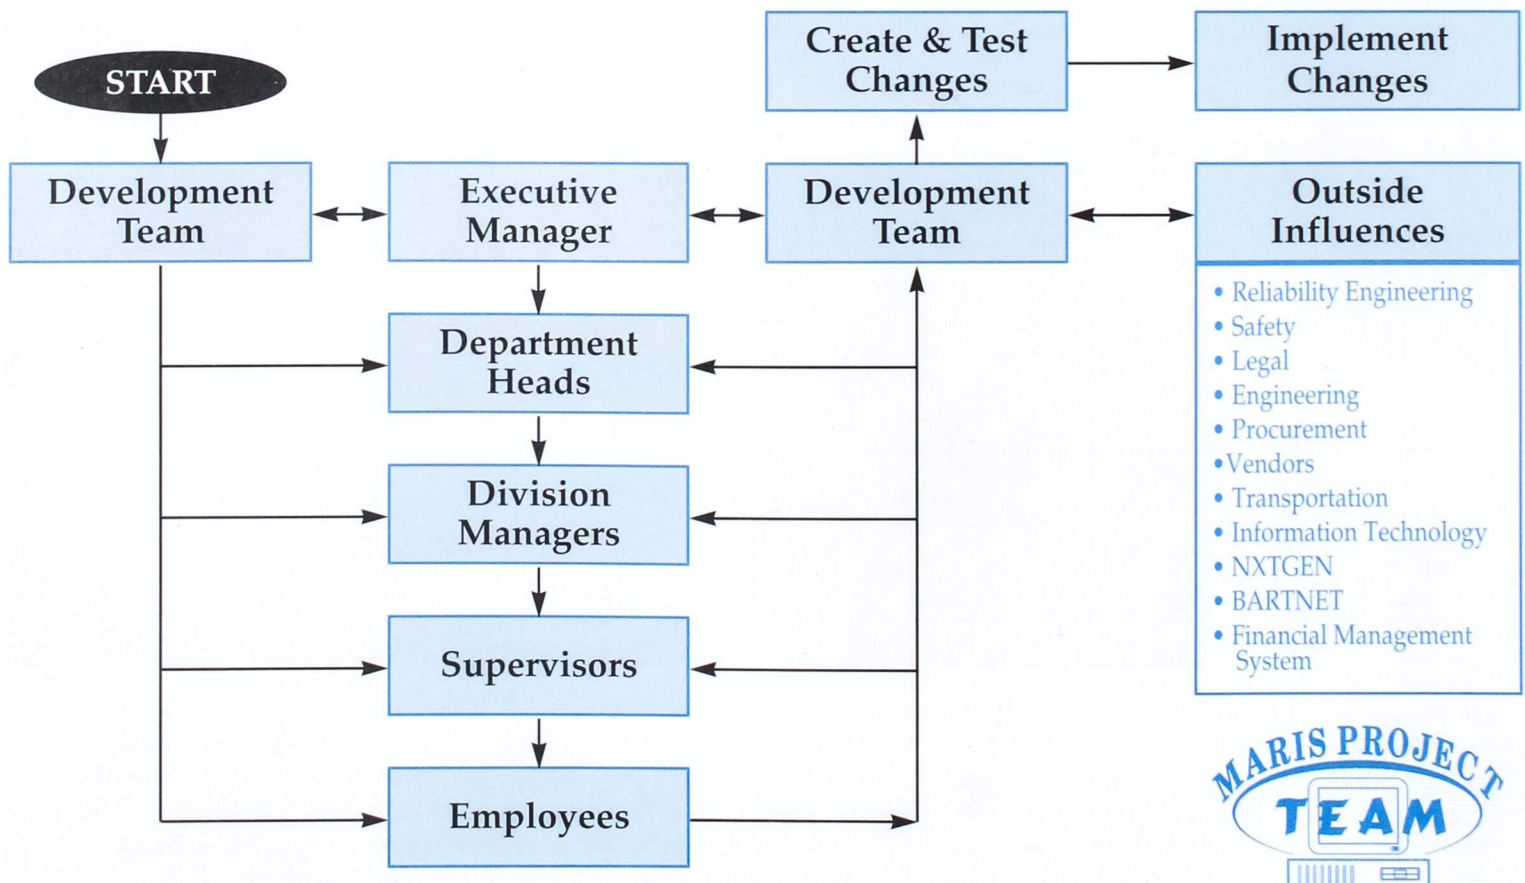 START
Development
Team
Executive
Manager
Department
Heads
Division
Managers
Supervisors
Employees
Development
Team
Create & Test
Changes
Implement
Changes
Outside
Influences
• Reliability Engineering
• Safety
• Legal
• Engineering
• Procurement
•Vendors
• Transportation
• Information Technology
• NXTGEN
• BARTNET
• Financial Management
System
MARIS PROJECT
TEAM